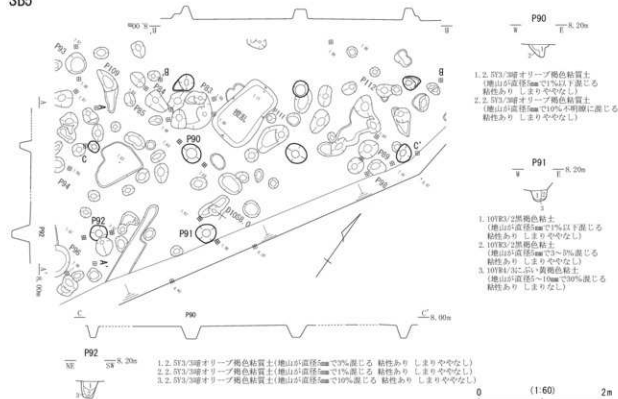 SB5
B' 8.00m
B
P90
W E 8.20m
1.2.5Y3/3暗オリーブ褐色粘質土
(地山が直径5㎜で1%以下混じる
粘性あり しまりややなし)
2.2.5Y3/3暗オリーブ褐色粘質土
(地山が直径5㎜で10%不明瞭に混じる
粘性あり しまりややなし)
P91
W E 8.20m
1.10YR3/2黒褐色粘土
(地山が直径5㎜で1%以下混じる
粘性あり しまりややなし)
2.10YR3/2黒褐色粘土
(地山が直径5㎜で3~5%混じる
粘性あり しまりややなし)
3.10YR4/3にぶい黄褐色粘土
(地山が直径5~10㎜で30%混じる
粘性あり しまりなし)
P93
P109
P84
P83
撹乱
P112
B'
B
A
A
P85
P90
C
C'
P89
P98
P94
P92
P91
P96
A'
P92
A' 8.00m
C
P90
C' 8.00m
P92
NE SW 8.20m
1.2.5Y3/3暗オリーブ褐色粘質土(地山が直径5㎜で3%混じる 粘性あり しまりややなし)
2.2.5Y3/3暗オリーブ褐色粘質土(地山が直径5㎜で1%混じる 粘性あり しまりややなし)
3.2.5Y3/3暗オリーブ褐色粘質土(地山が直径5㎜で10%混じる 粘性あり しまりややなし)
0 (1:60) 2m